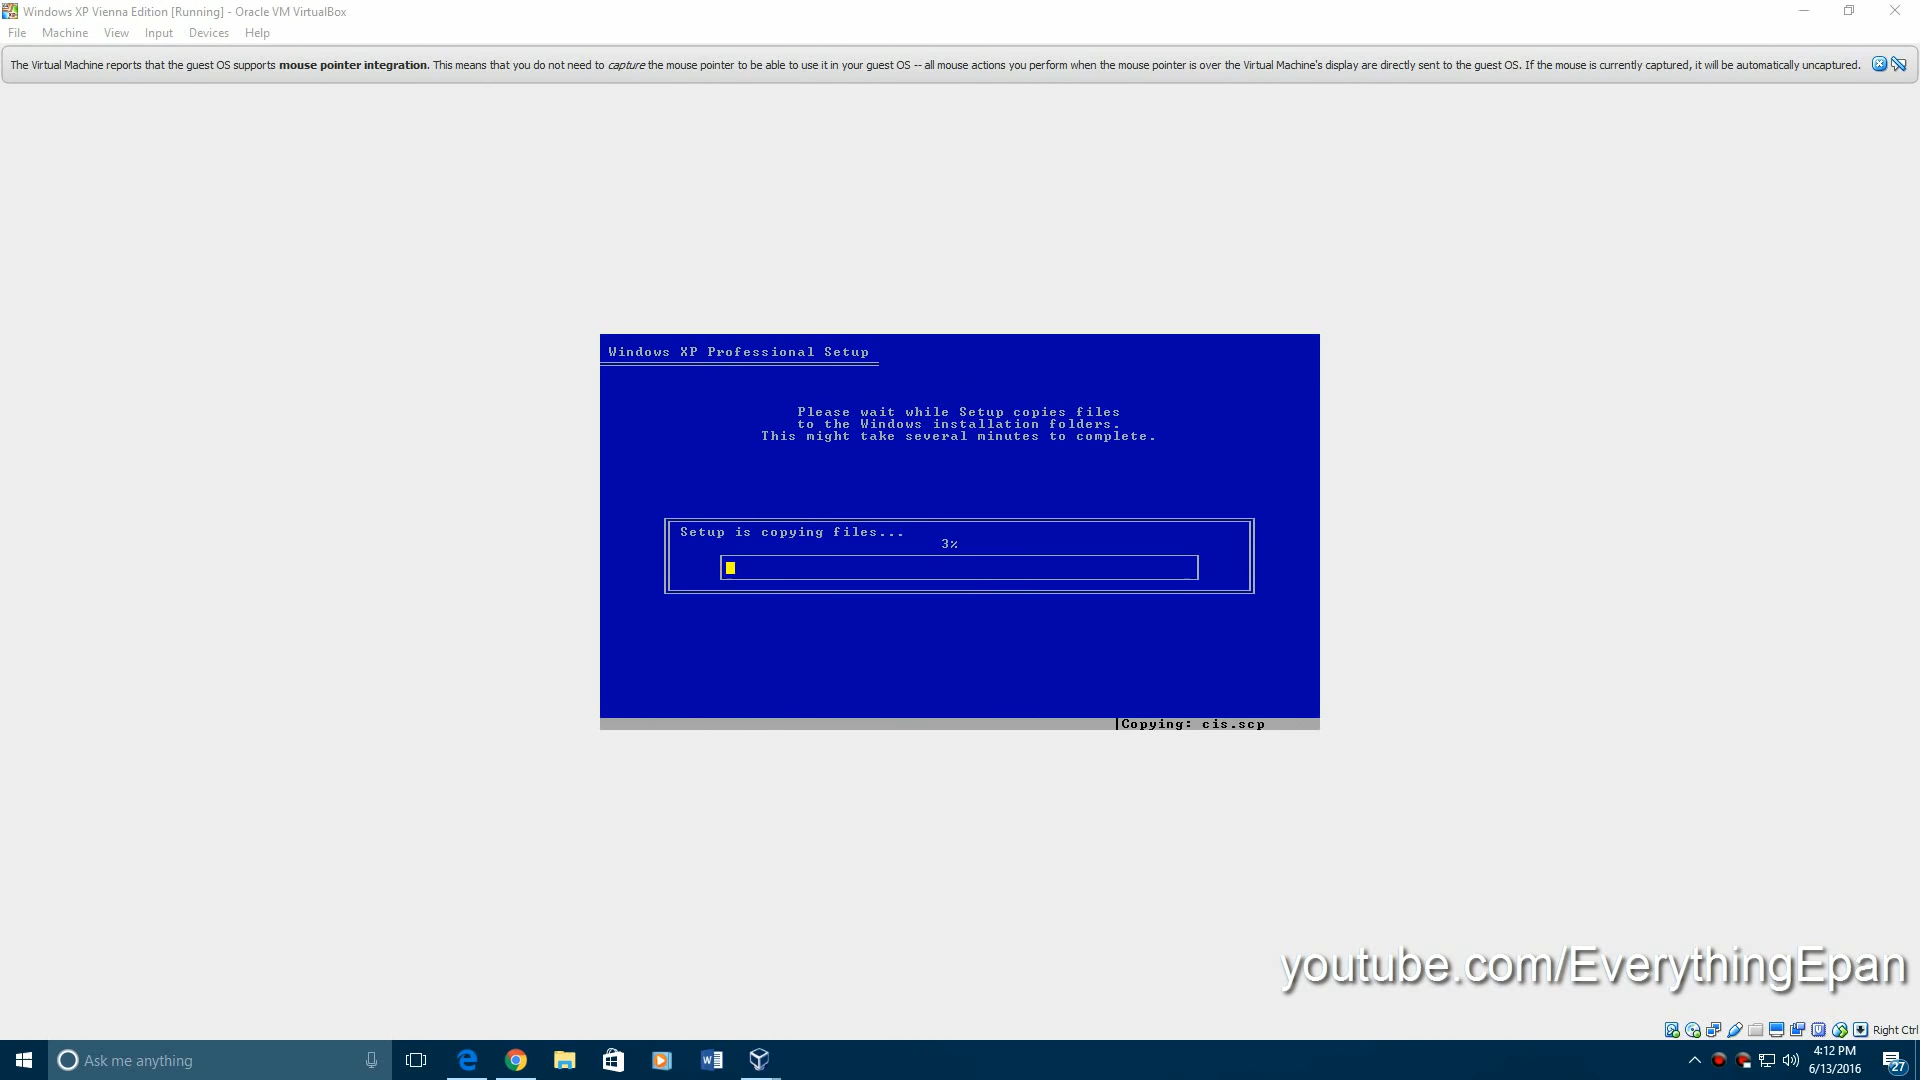 Windows XP Vienna Edition [Running] - Oracle VM VirtualBox
File Machine View Input Devices Help
The Virtual Machine reports that the guest OS supports mouse pointer integration. This means that you do not need to capture the mouse pointer to be able to use it in your guest OS -- all mouse actions you perform when the mouse pointer is over the Virtual Machine's display are directly sent to the guest OS. If the mouse is currently captured, it will be automatically uncaptured.
Windows XP Professional Setup
Please wait while Setup copies files
to the Windows installation folders.
This might take several minutes to complete.
Setup is copying files...
3%
|Copying: cis.scp
youtube.com/EverythingEpan
Right Ctrl
Ask me anything
4:12 PM
6/13/2016
27